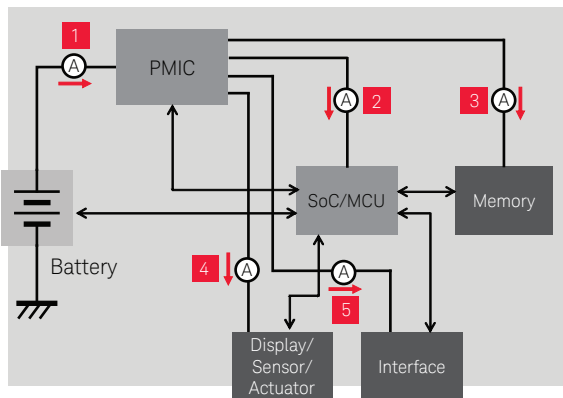 1
A
PMIC
A
2
3
A
SoC/MCU
Memory
Battery
4
A
A
5
Display/
Sensor/
Actuator
Interface